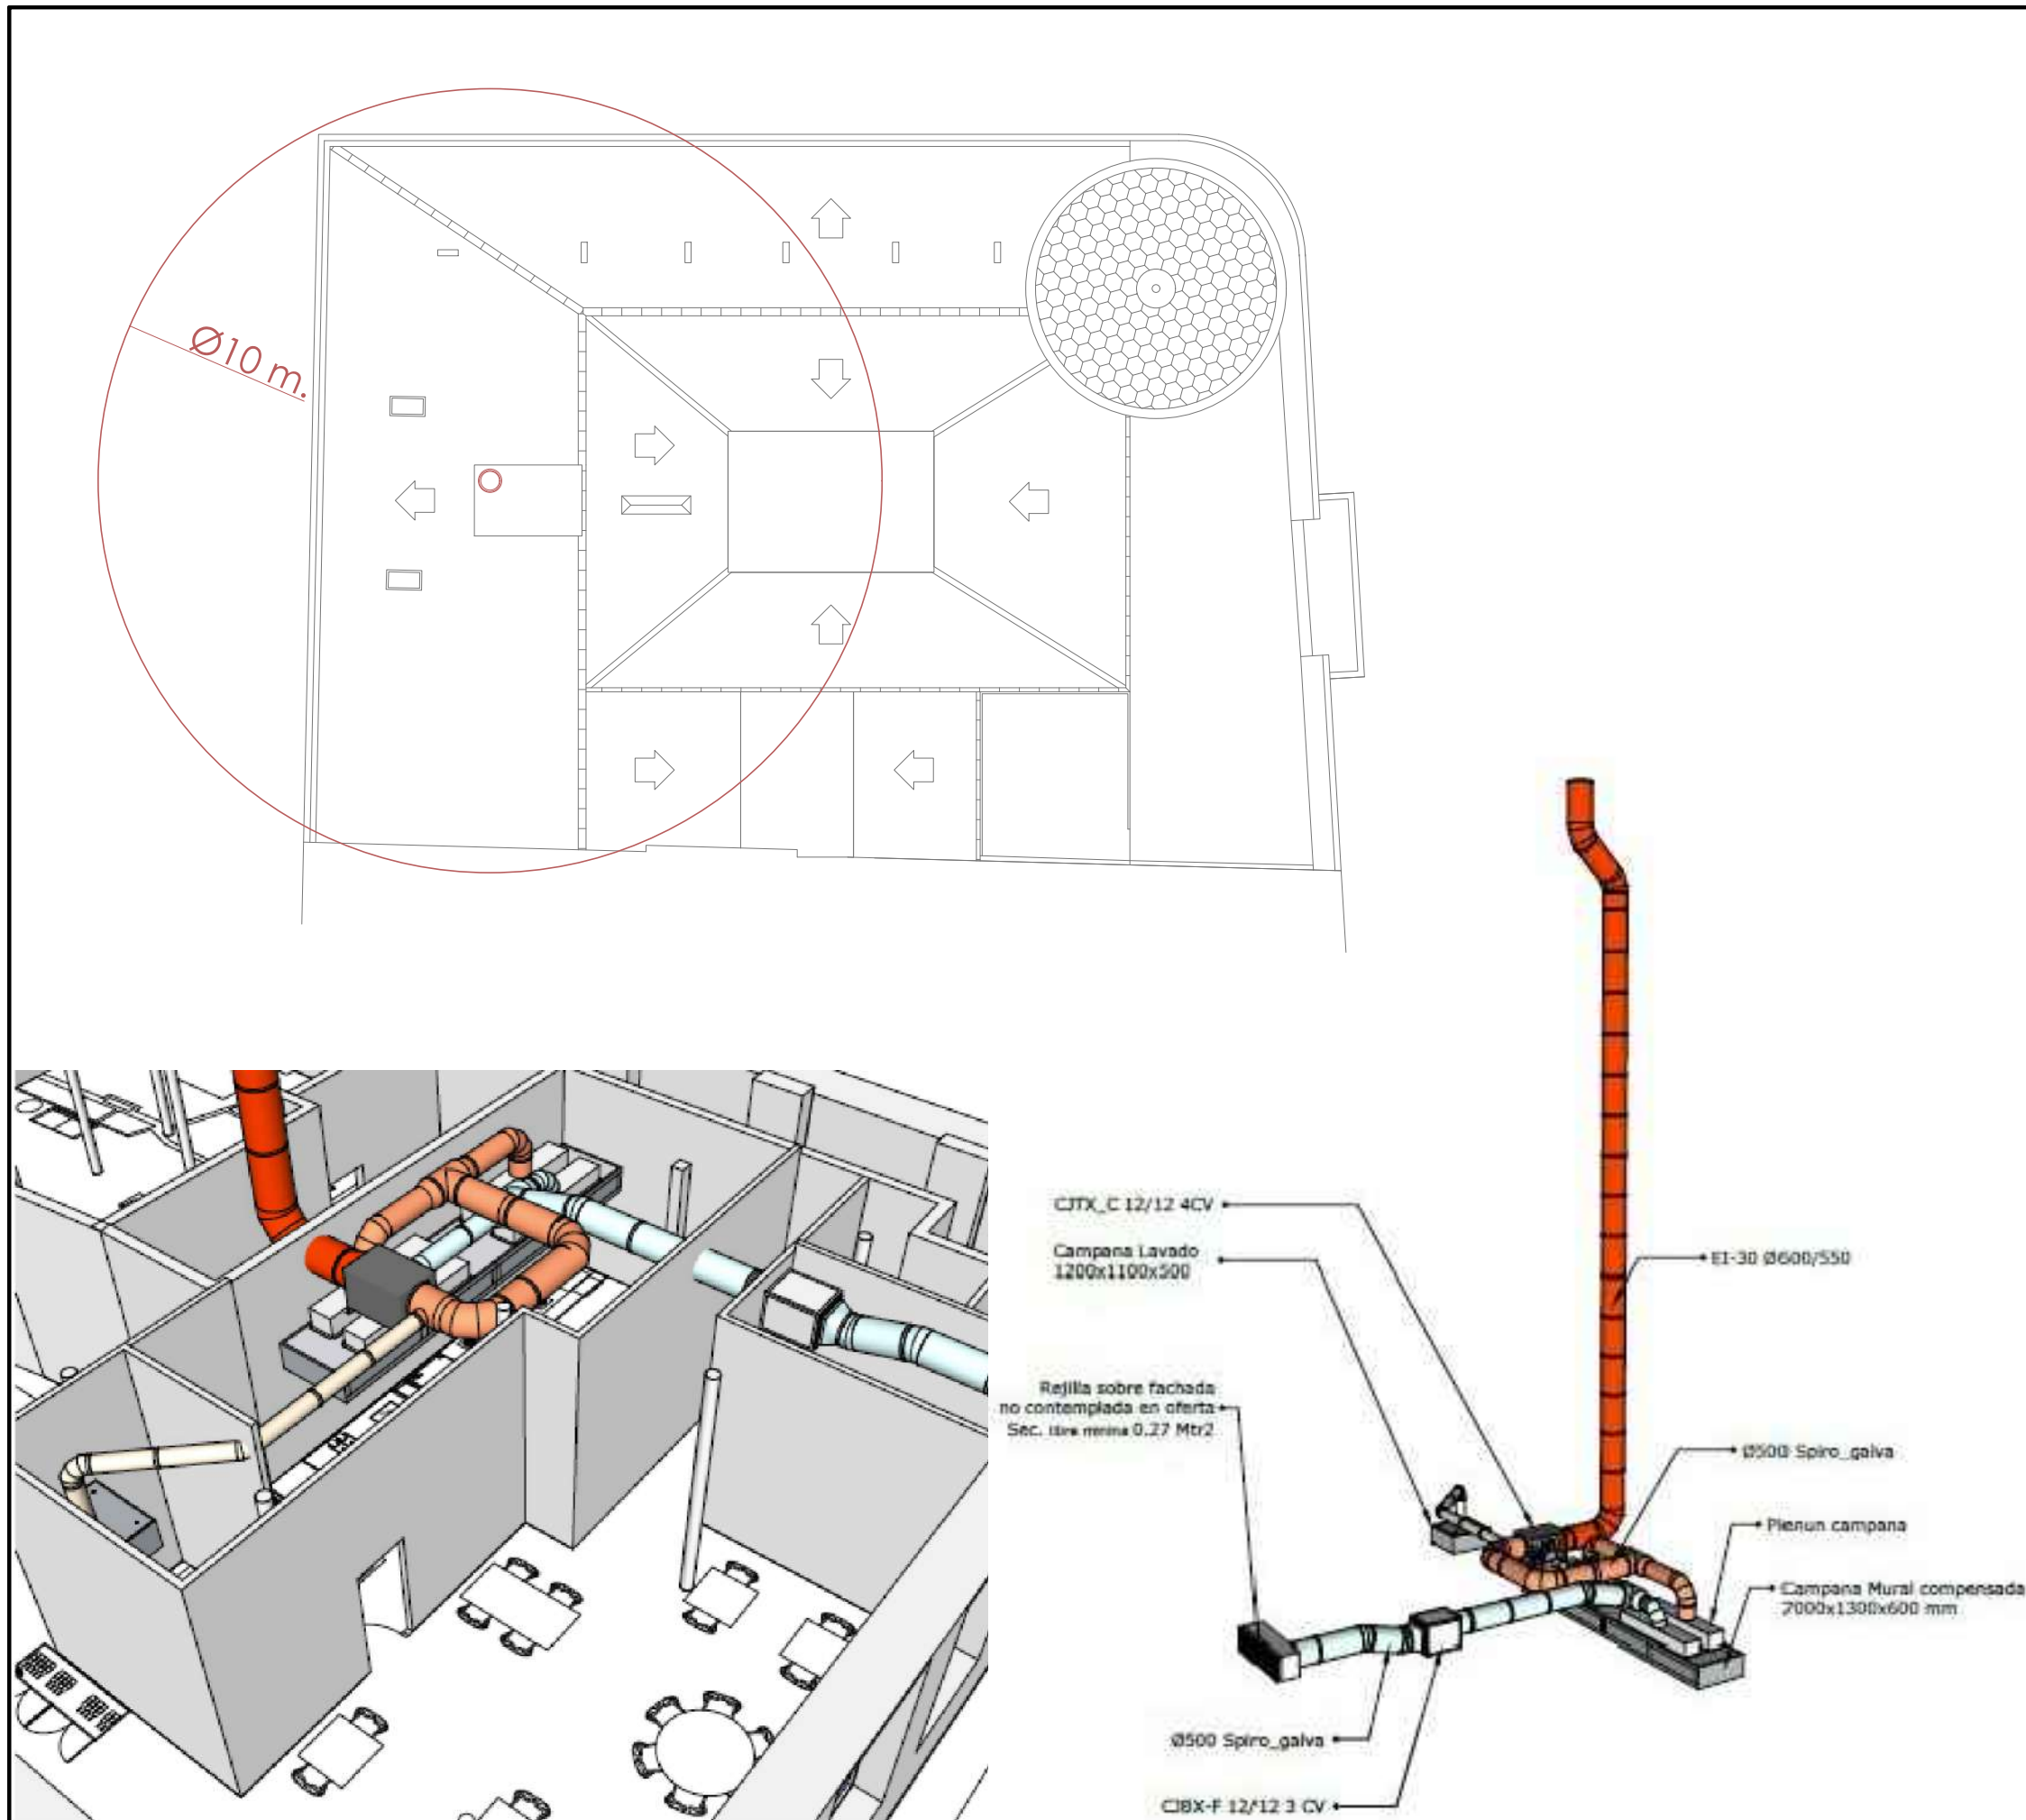 Ø10 m.
CJTX_C 12/12 4CV
Campana Lavado
1200x1100x500
EI-30 Ø600/550
Rejilla sobre fachada
no contemplada en oferta
Sec. libre minima 0.27 Mtr2
Ø500 Spiro_galva
Plenun campana
Campana Mural compensada
7000x1300x600 mm
Ø500 Spiro_galva
CJBX-F 12/12 3 CV